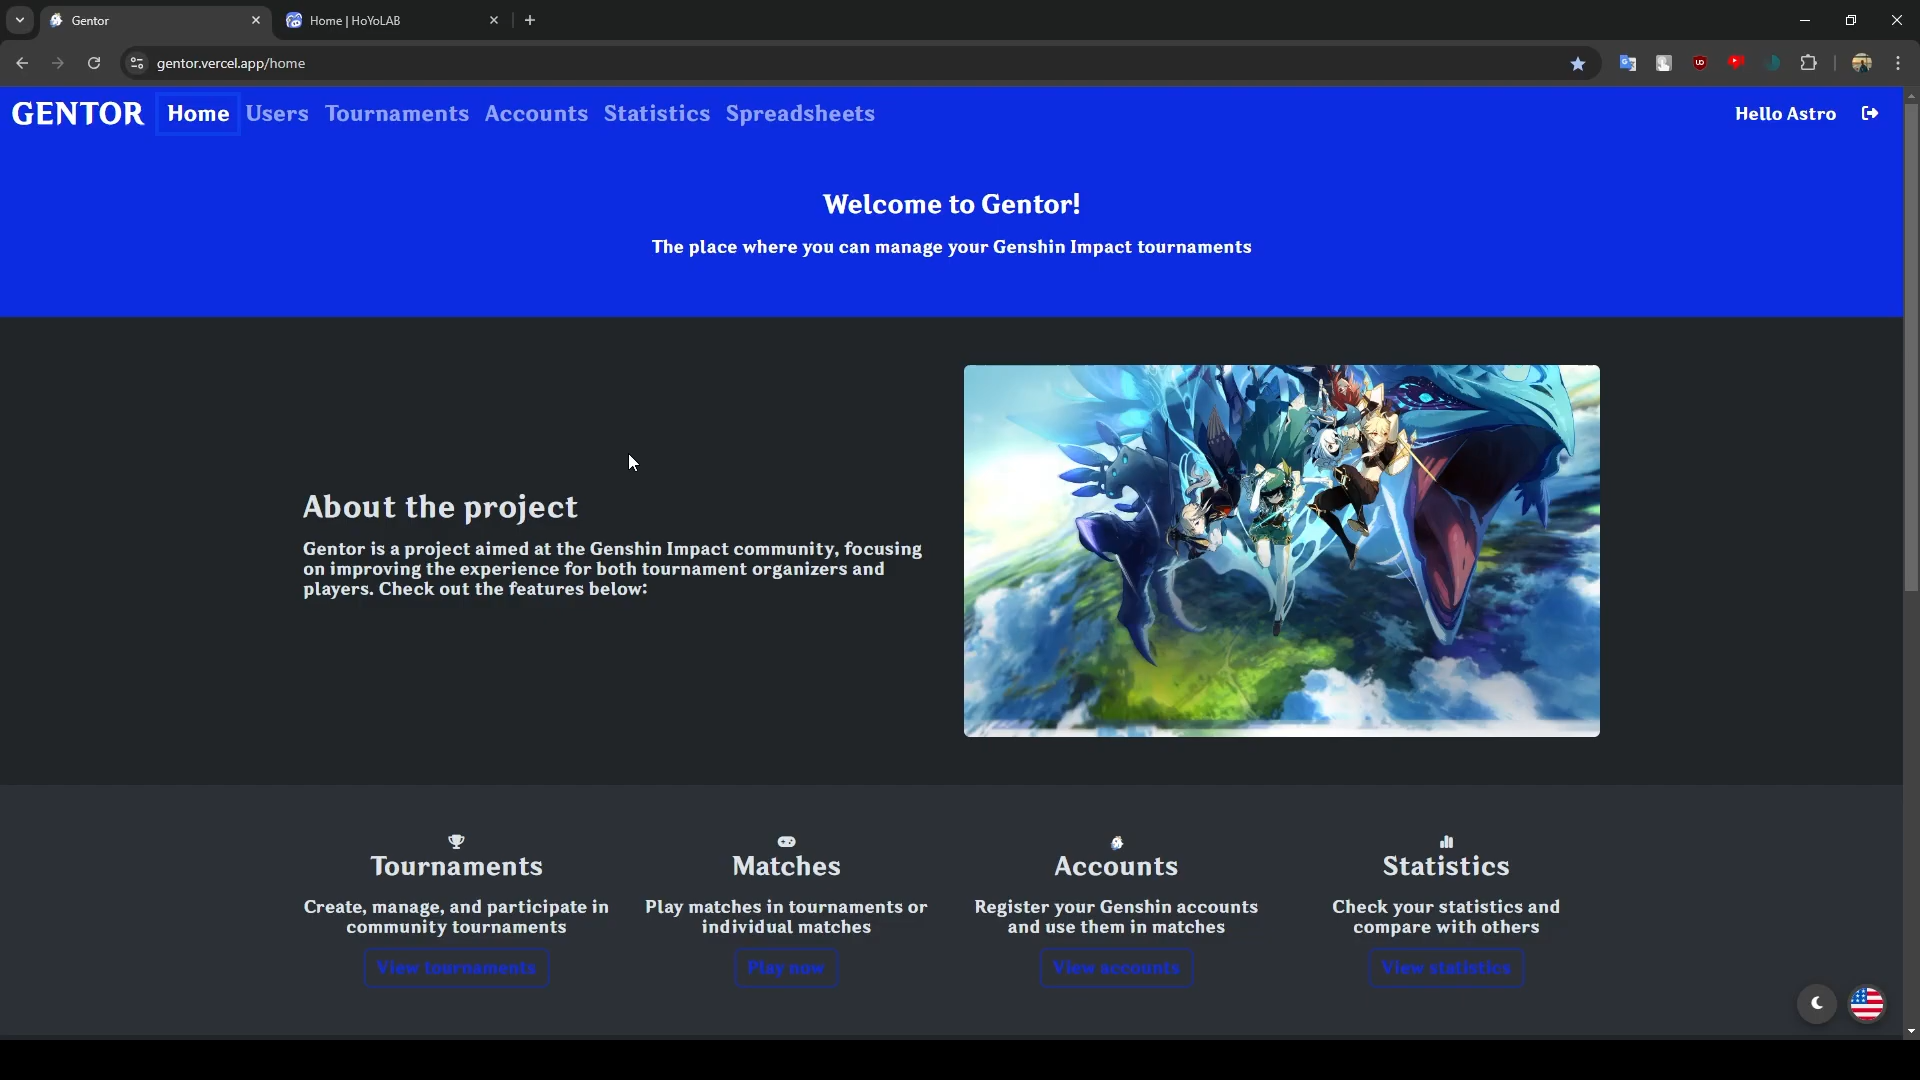 Gentor
Home | HoYoLAB
gentor.vercel.app/home
GENTOR Home Users Tournaments Accounts Statistics Spreadsheets Hello Astro
Welcome to Gentor!
The place where you can manage your Genshin Impact tournaments
About the project
Gentor is a project aimed at the Genshin Impact community, focusing
on improving the experience for both tournament organizers and
players. Check out the features below:
Tournaments
Create, manage, and participate in
community tournaments
View tournaments
Matches
Play matches in tournaments or
individual matches
Play now
Accounts
Register your Genshin accounts
and use them in matches
View accounts
Statistics
Check your statistics and
compare with others
View statistics